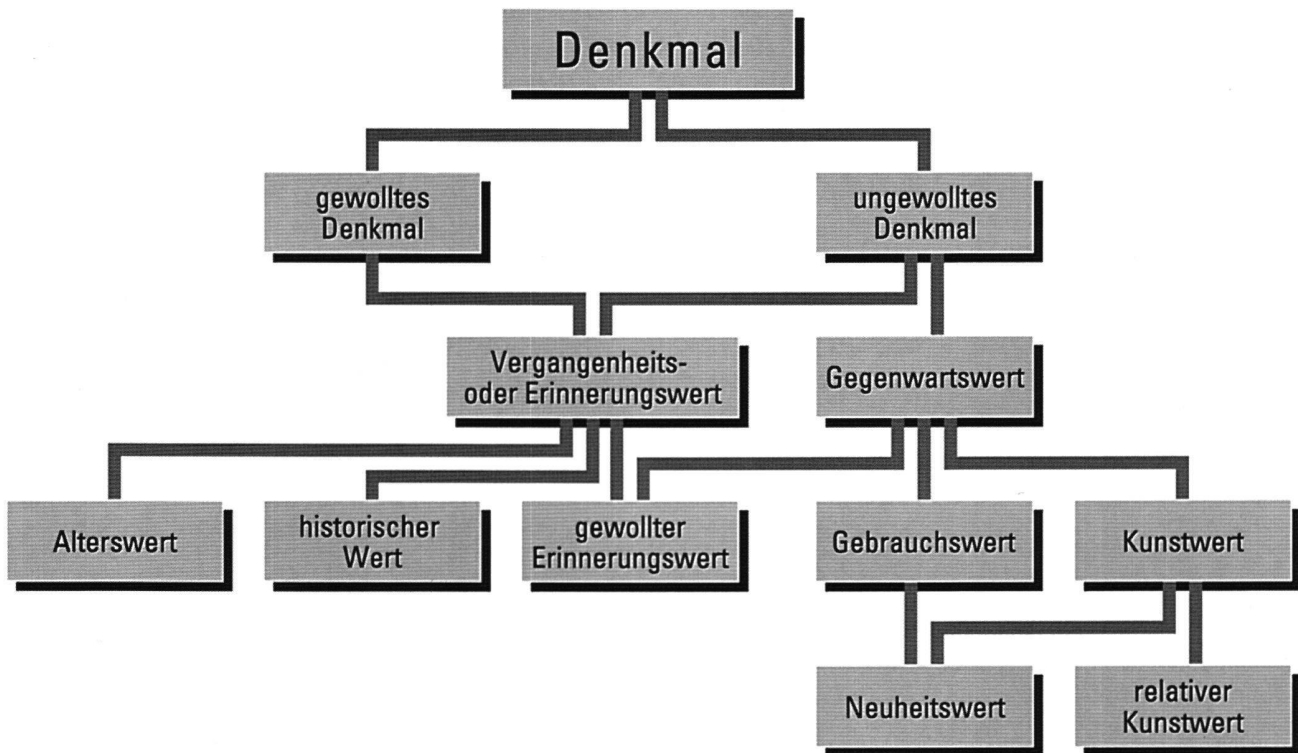 Denkmal
gewolltes
Denkmal
ungewolltes
Denkmal
Vergangenheits-
oder Erinnerungswert
Gegenwartswert
Alterswert
historischer
Wert
gewollter
Erinnerungswert
Gebrauchswert
Kunstwert
Neuheitswert
relativer
Kunstwert